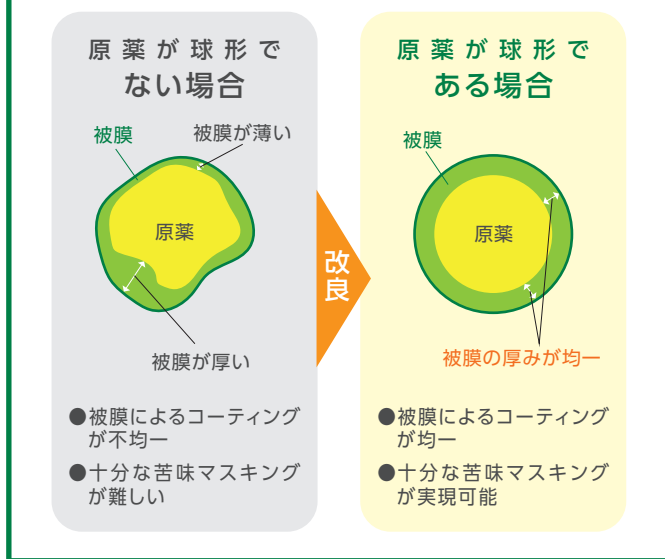 原薬が球形で
ない場合
被膜
被膜が薄い
原薬
被膜が厚い
●被膜によるコーティング
が不均一
●十分な苦味マスキング
が難しい
改良
原薬が球形で
ある場合
被膜
原薬
被膜の厚みが均一
●被膜によるコーティング
が均一
●十分な苦味マスキング
が実現可能